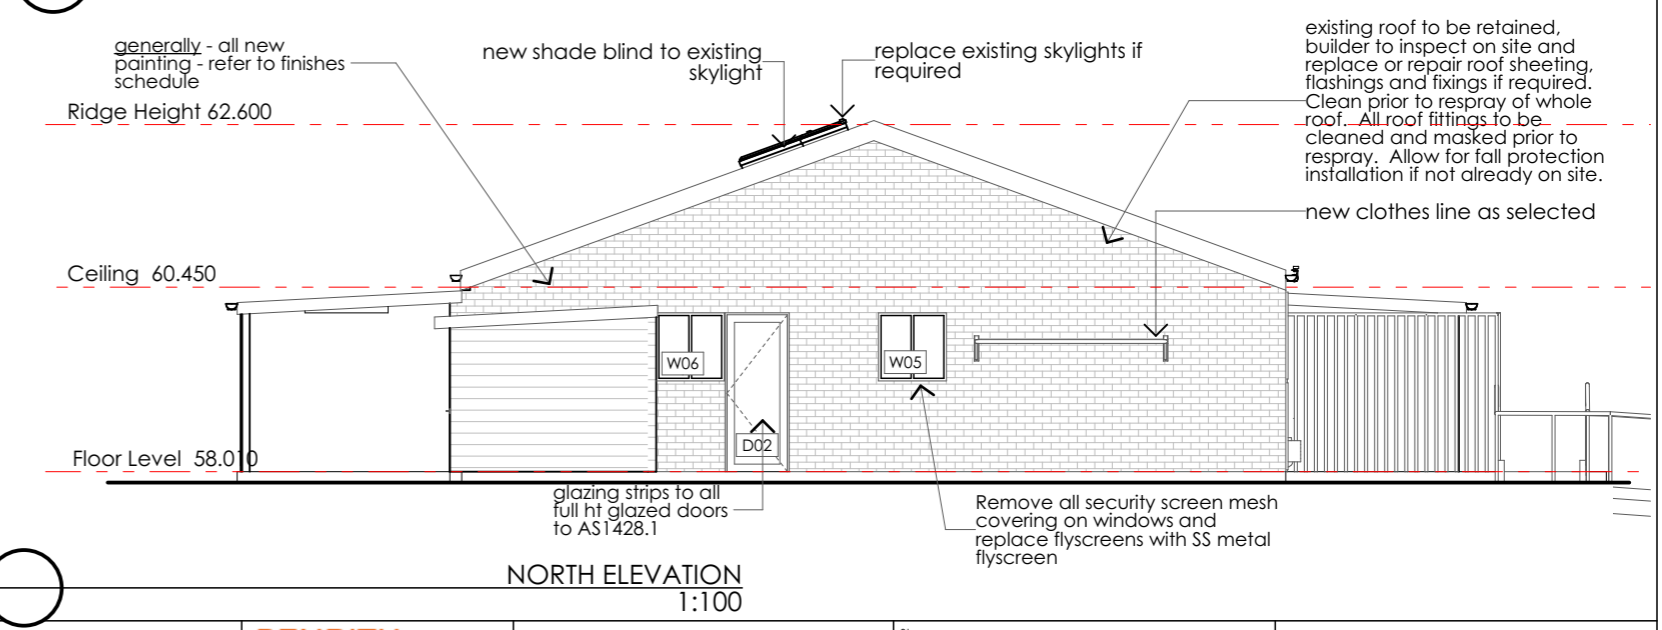 generally - all new
painting - refer to finishes
schedule
new shade blind to existing
skylight
replace existing skylights if
required
existing roof to be retained,
builder to inspect on site and
replace or repair roof sheeting,
flashings and fixings if required.
Clean prior to respray of whole
roof.  All roof fittings to be
cleaned and masked prior to
respray.  Allow for fall protection
installation if not already on site.
Ridge Height 62.600
new clothes line as selected
Ceiling  60.450
W06
W05
D02
Floor Level  58.010
glazing strips to all
full ht glazed doors
to AS1428.1
Remove all security screen mesh
covering on windows and
replace flyscreens with SS metal
flyscreen
NORTH ELEVATION
1:100